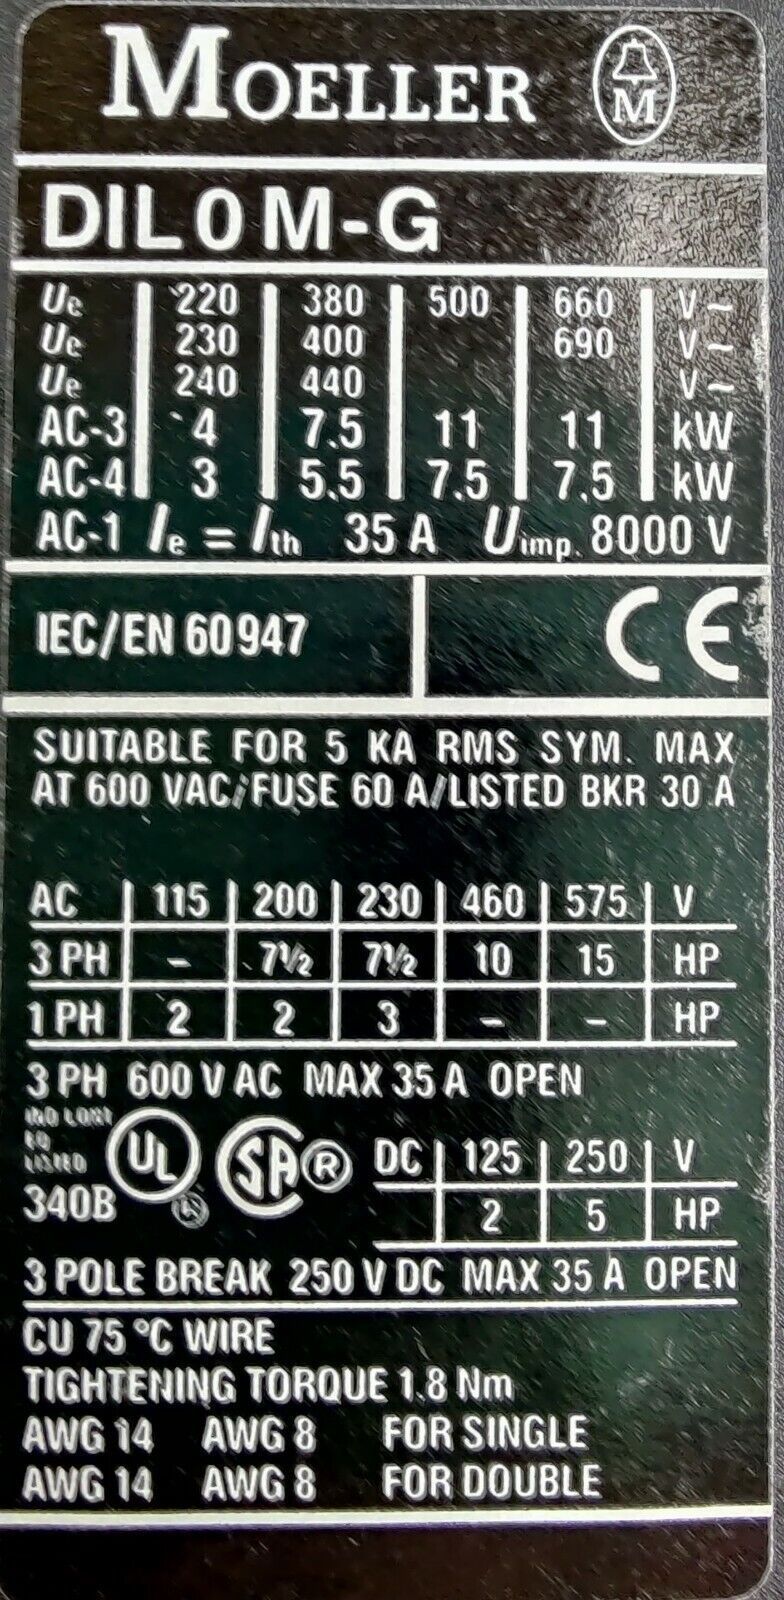 MOELLER M
DIL 0 M-G
Ue 220 380 500 660 V ~
Ue 230 400 690 V ~
Ue 240 440 V ~
AC-3 4 7.5 11 11 kW
AC-4 3 5.5 7.5 7.5 kW
AC-1 Ie = Ith 35 A Uimp. 8000 V
IEC/EN 60947 CE
SUITABLE FOR 5 KA RMS SYM. MAX
AT 600 VAC/FUSE 60 A/LISTED BKR 30 A
AC 115 200 230 460 575 V
3 PH - 7½ 7½ 10 15 HP
1 PH 2 2 3 - - HP
3 PH 600 V AC MAX 35 A OPEN
IND CONT
EQ
LISTED
340B
UL
SA ®
DC 125 250 V
2 5 HP
3 POLE BREAK 250 V DC MAX 35 A OPEN
CU 75 °C WIRE
TIGHTENING TORQUE 1.8 Nm
AWG 14 AWG 8 FOR SINGLE
AWG 14 AWG 8 FOR DOUBLE